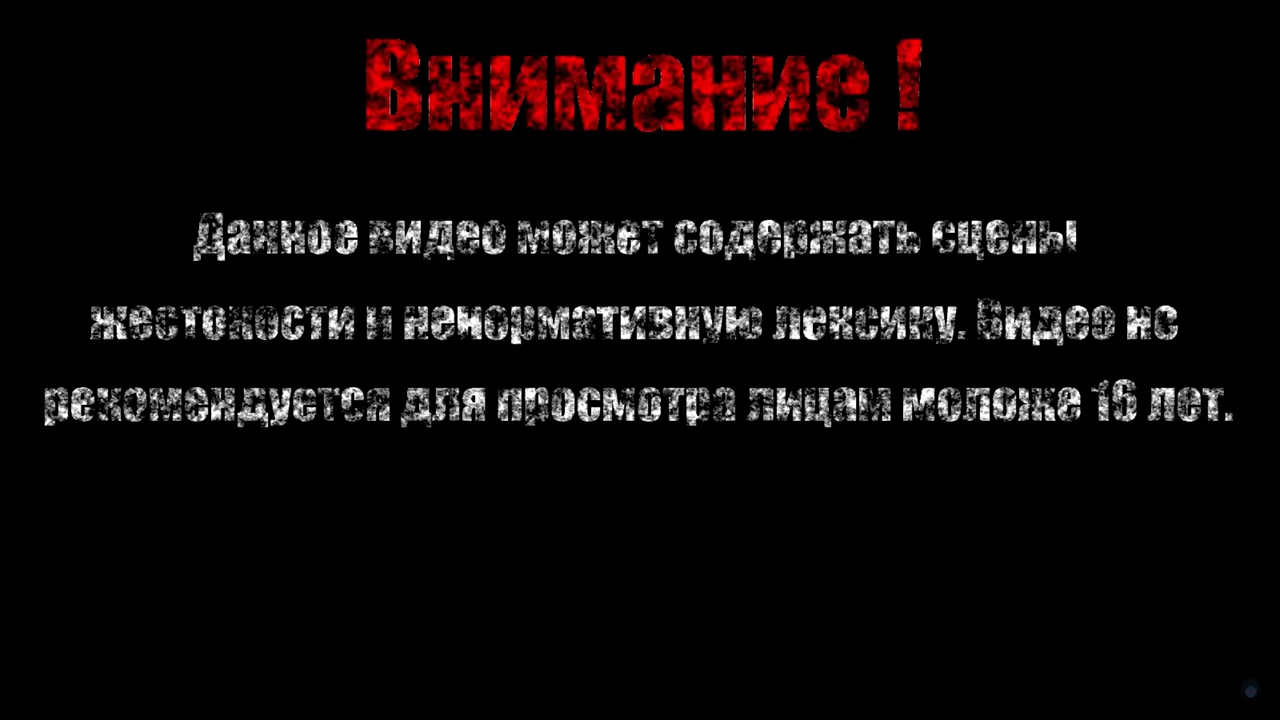 Внимание !
Данное видео может содержать сцены
жестокости и ненормативную лексику. Видео не
рекомендуется для просмотра лицам моложе 16 лет.